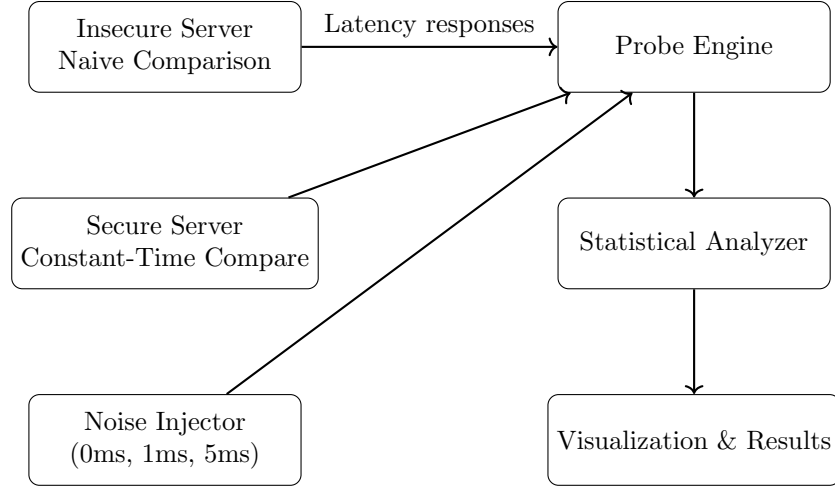 Insecure Server
Naive Comparison
Latency responses
Probe Engine
Secure Server
Constant-Time Compare
Statistical Analyzer
Noise Injector
(0ms, 1ms, 5ms)
Visualization & Results